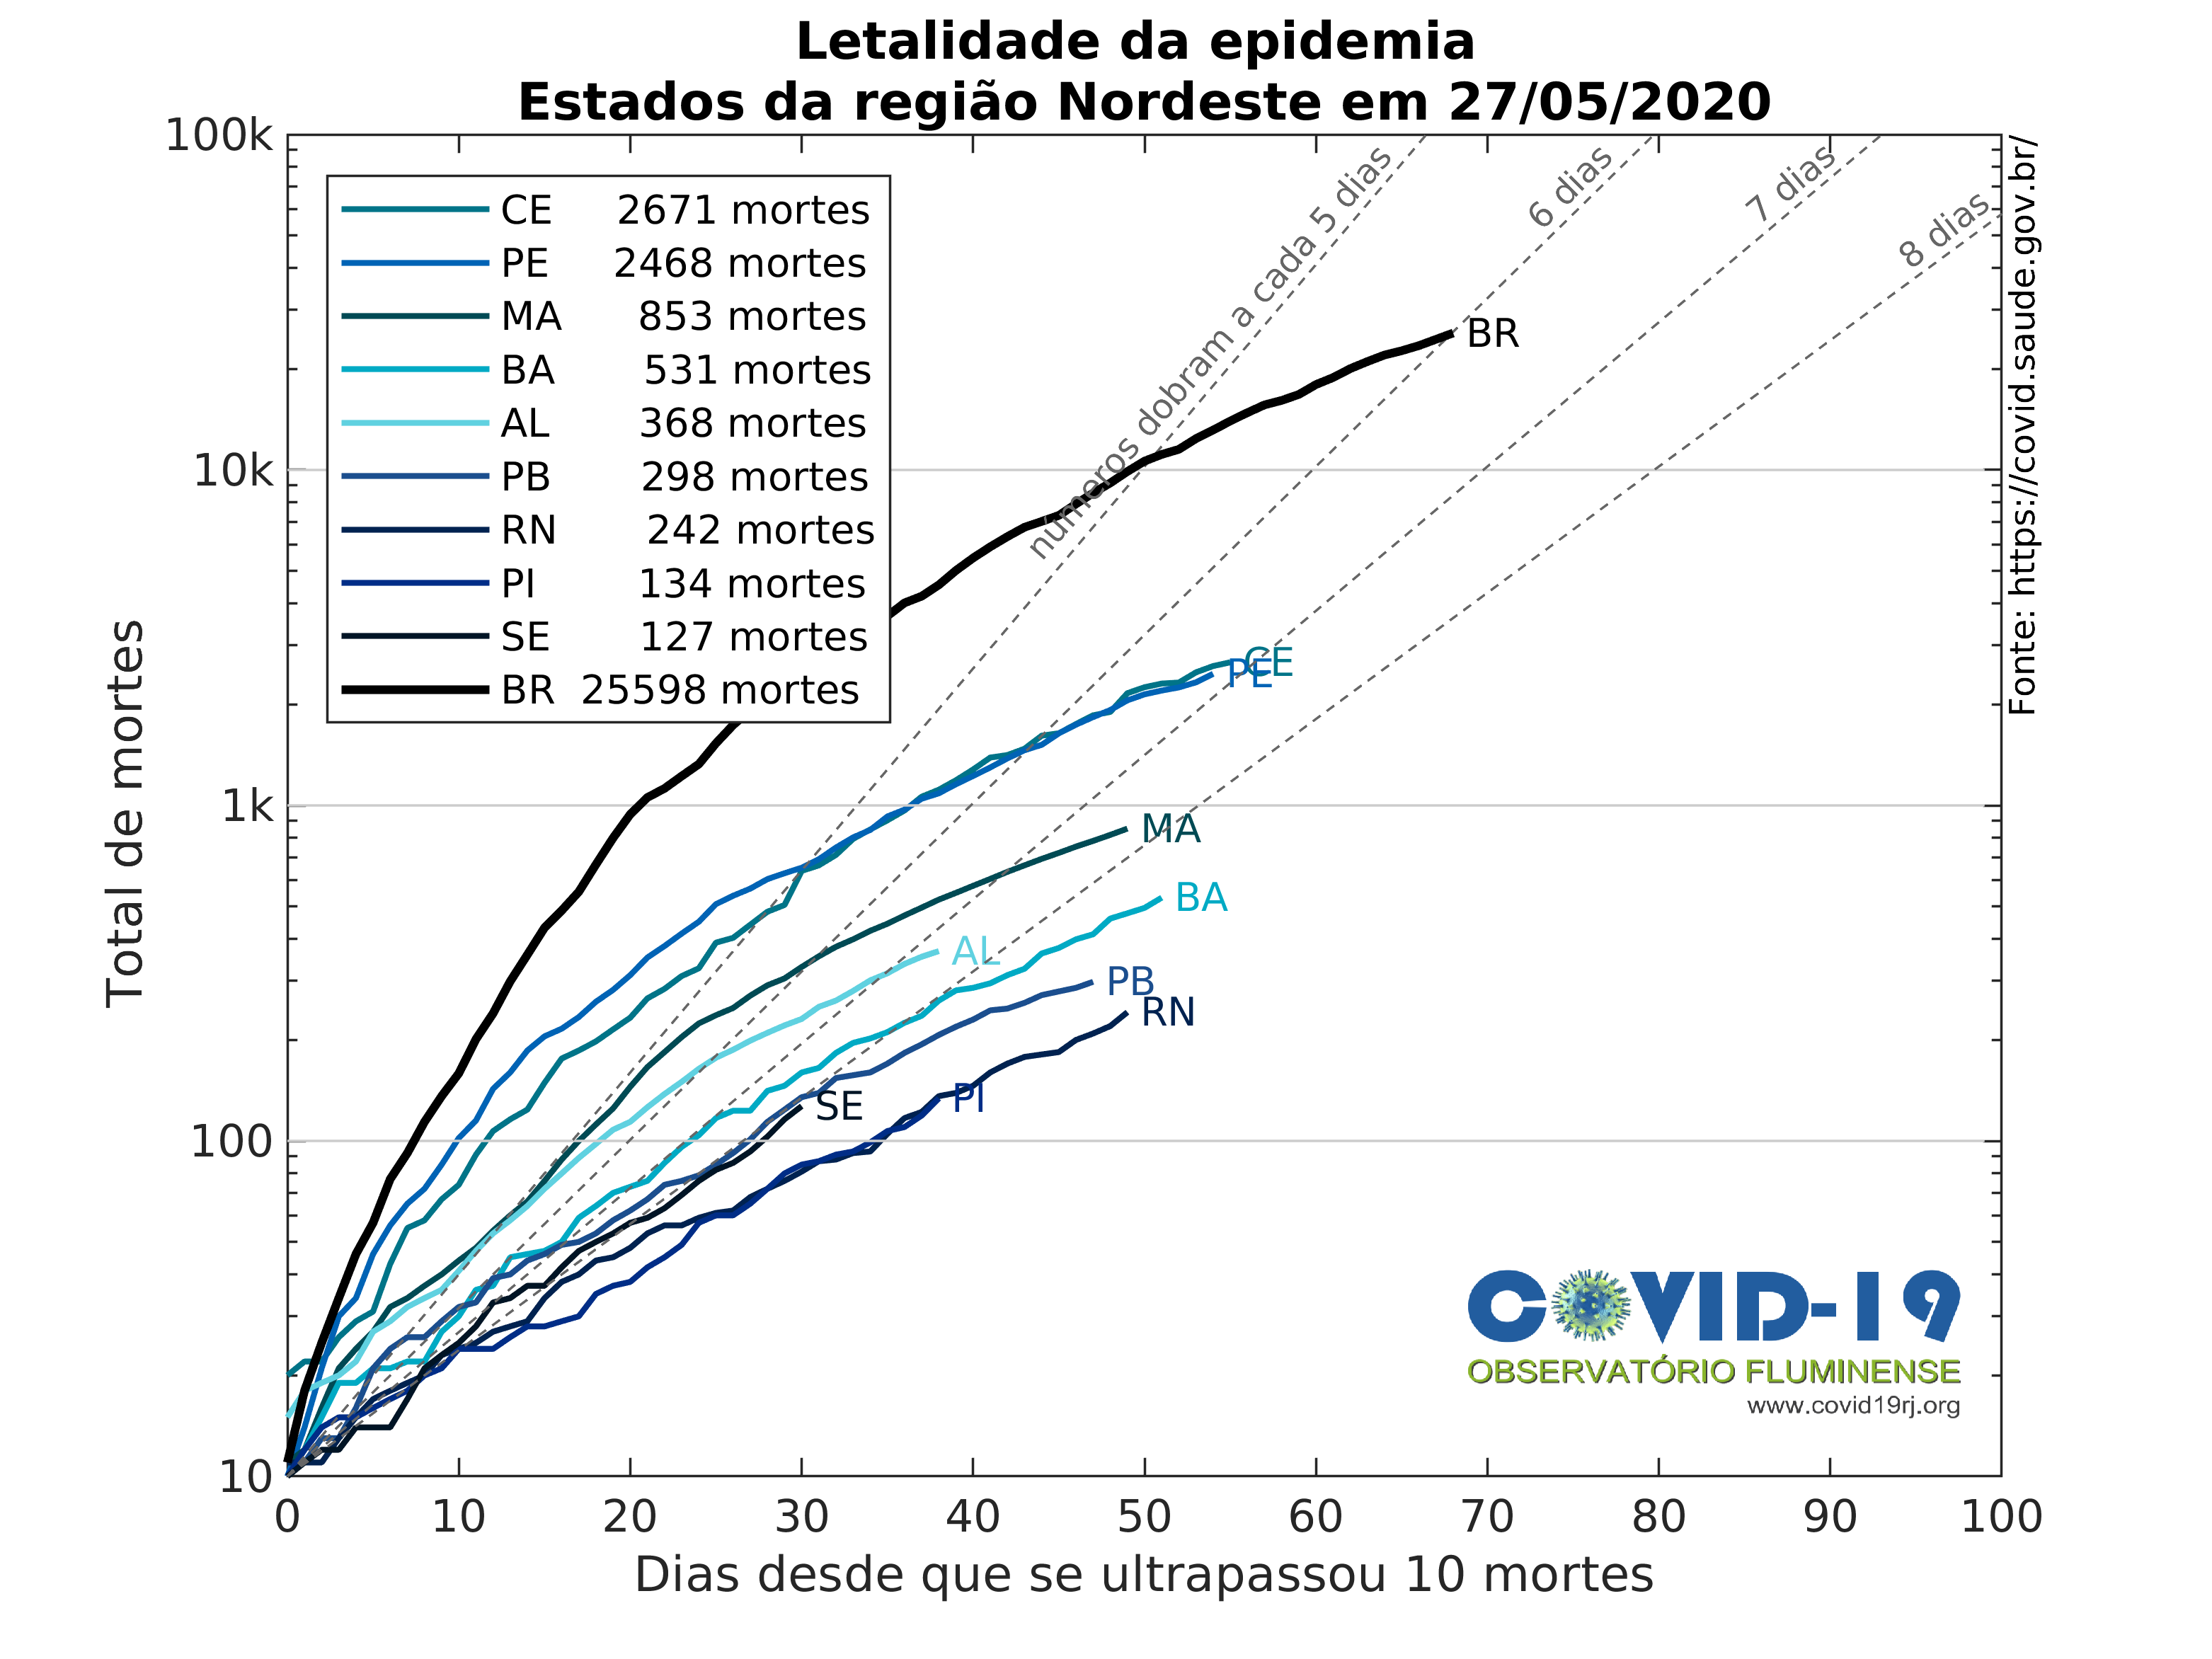 Letalidade da epidemia
Estados da região Nordeste em 27/05/2020
100k
10k
1k
100
10
Total de mortes
CE 2671 mortes
PE 2468 mortes
MA 853 mortes
BA 531 mortes
AL 368 mortes
PB 298 mortes
RN 242 mortes
PI 134 mortes
SE 127 mortes
BR 25598 mortes
numeros dobram a cada 5 dias
6 dias
7 dias
8 dias
BR
CE
PE
MA
BA
AL
PB
RN
PI
SE
Fonte: https://covid.saude.gov.br/
COVID-19
OBSERVATÓRIO FLUMINENSE
www.covid19rj.org
0 10 20 30 40 50 60 70 80 90 100
Dias desde que se ultrapassou 10 mortes